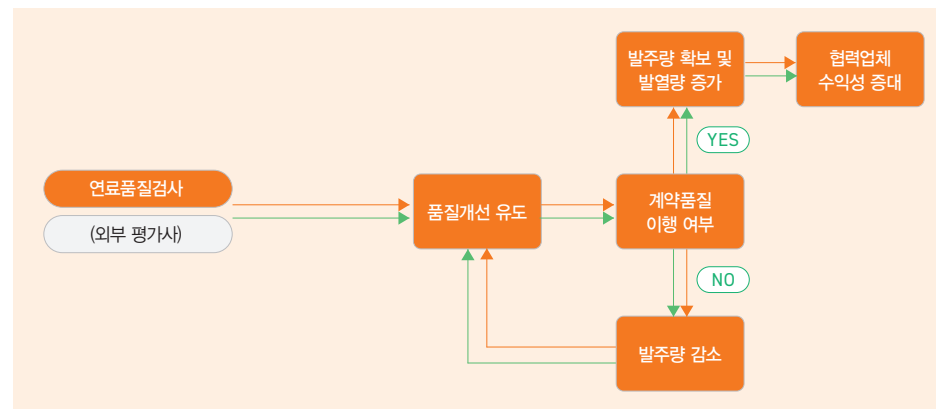 발주량 확보 및
발열량 증가
협력업체
수익성 증대
YES
연료품질검사
(외부 평가사)
품질개선 유도
계약품질
이행 여부
NO
발주량 감소